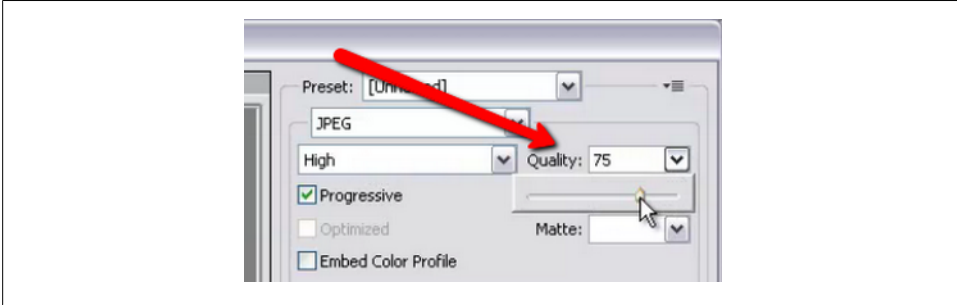 Preset:
JPEG
High Quality: 75
Progressive
Optimized Matte:
Embed Color Profile